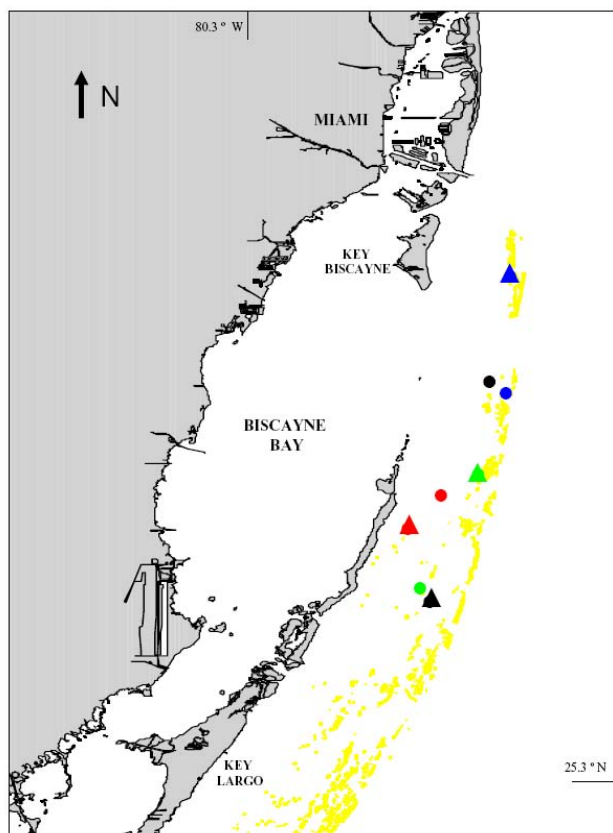 80.3° W
N
MIAMI
KEY
BISCAYNE
BISCAYNE
BAY
KEY
LARGO
25.3° N